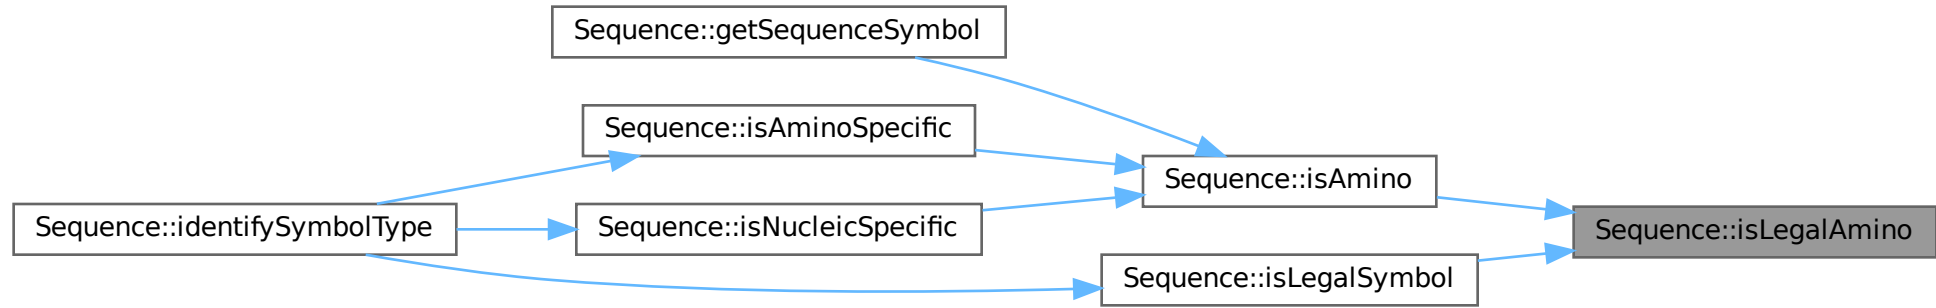 Sequence::getSequenceSymbol
Sequence::isAminoSpecific
Sequence::isAmino
Sequence::identifySymbolType
Sequence::isNucleicSpecific
Sequence::isLegalAmino
Sequence::isLegalSymbol